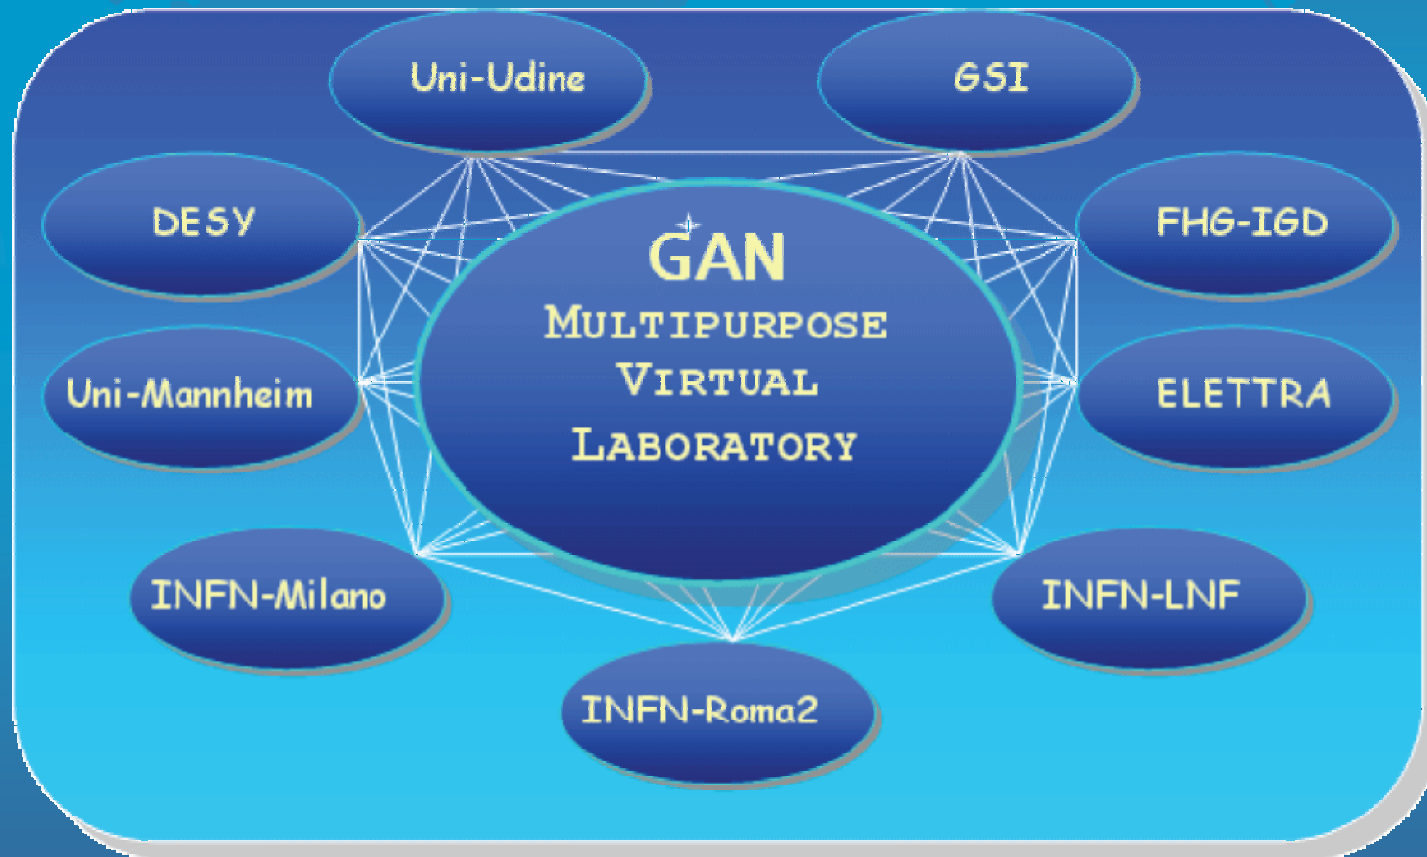 Uni-Udine
GSI
DESY
FHG-IGD
GAN
MULTIPURPOSE
VIRTUAL
LABORATORY
Uni-Mannheim
ELETTRA
INFN-Milano
INFN-LNF
INFN-Roma2